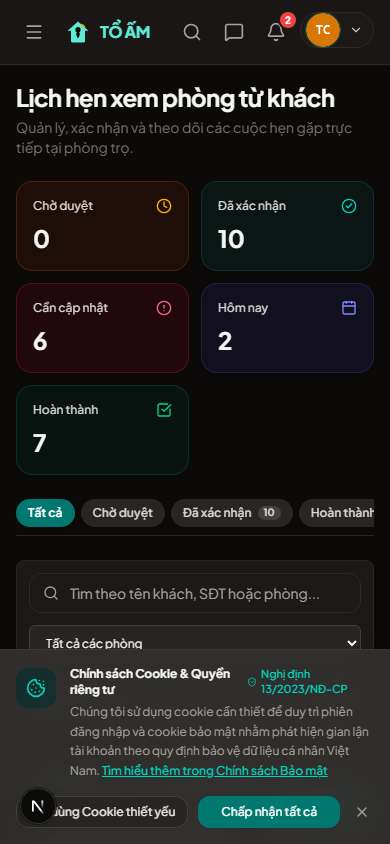 TỔ ẤM
2
TC
Lịch hẹn xem phòng từ khách
Quản lý, xác nhận và theo dõi các cuộc hẹn gặp trực
tiếp tại phòng trọ.
Chờ duyệt
0
Đã xác nhận
10
Cần cập nhật
6
Hôm nay
2
Hoàn thành
7
Tất cả
Chờ duyệt
Đã xác nhận 10
Hoàn thành
Tìm theo tên khách, SĐT hoặc phòng...
Tất cả các phòng
Chính sách Cookie & Quyền
riêng tư
Nghị định
13/2023/NĐ-CP
Chúng tôi sử dụng cookie cần thiết để duy trì phiên
đăng nhập và cookie bảo mật nhằm phát hiện gian lận
tài khoản theo quy định bảo vệ dữ liệu cá nhân Việt
Nam. Tìm hiểu thêm trong Chính sách Bảo mật
N
dùng Cookie thiết yếu
Chấp nhận tất cả